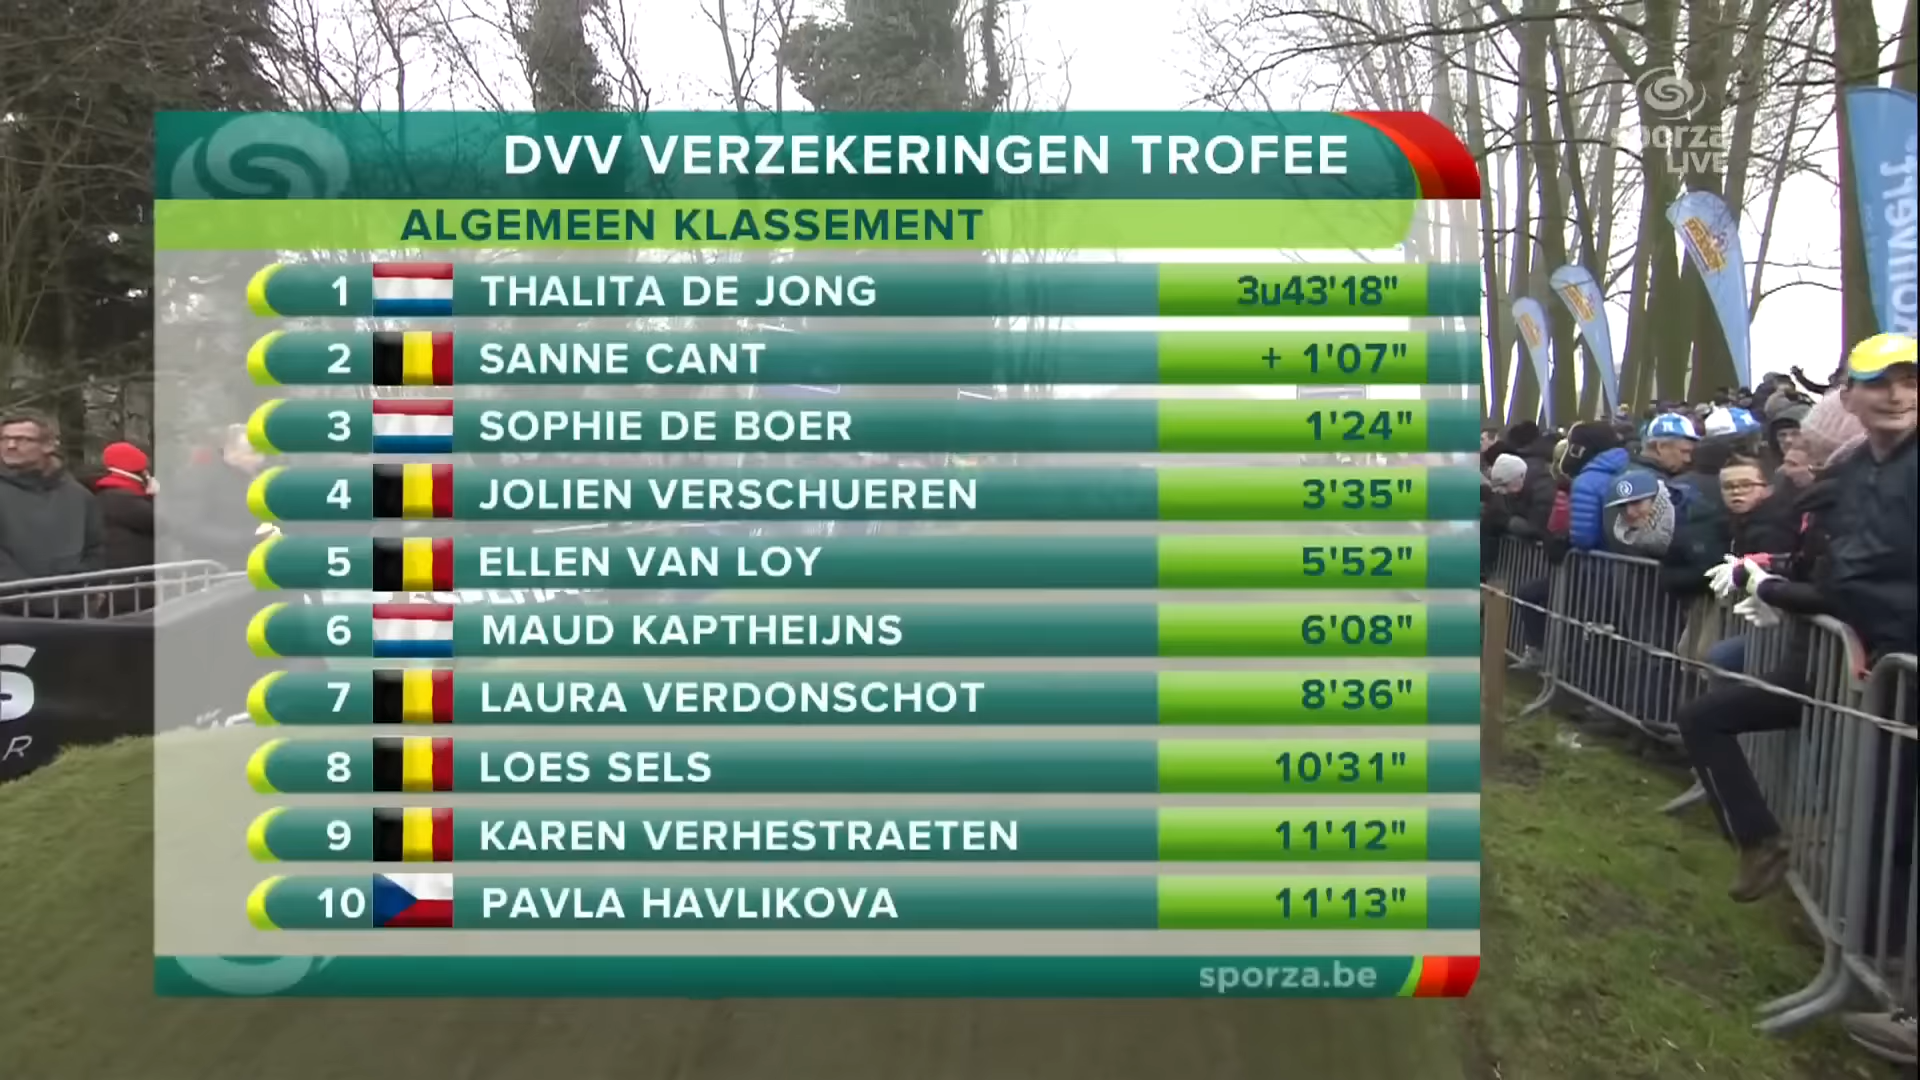 sporza
LIVE
DVV VERZEKERINGEN TROFEE
ALGEMEEN KLASSEMENT
1 THALITA DE JONG 3u43'18"
2 SANNE CANT + 1'07"
3 SOPHIE DE BOER 1'24"
4 JOLIEN VERSCHUEREN 3'35"
5 ELLEN VAN LOY 5'52"
6 MAUD KAPTHEIJNS 6'08"
7 LAURA VERDONSCHOT 8'36"
8 LOES SELS 10'31"
9 KAREN VERHESTRAETEN 11'12"
10 PAVLA HAVLIKOVA 11'13"
sporza.be